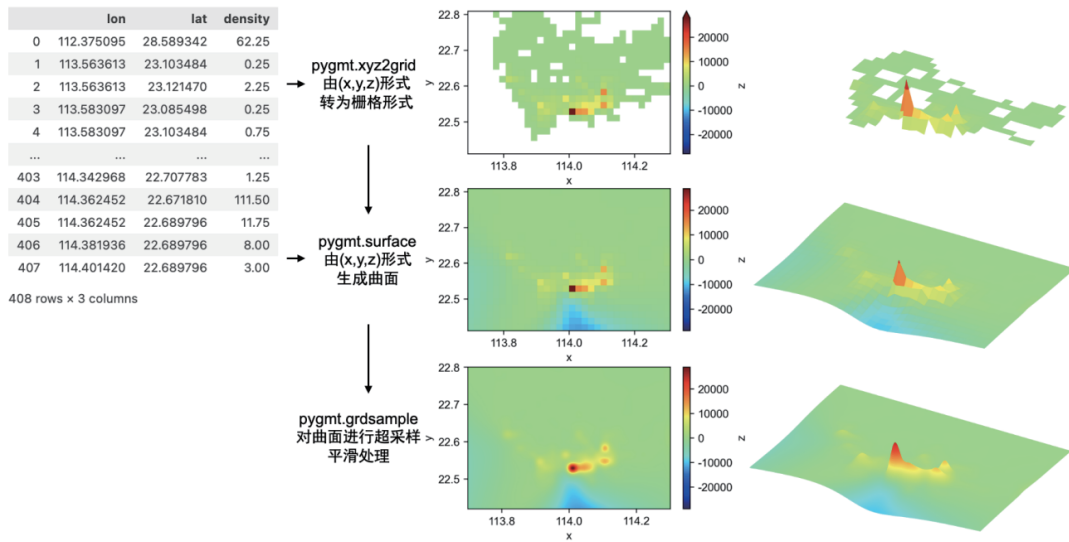 lon lat density
0 112.375095 28.589342 62.25
1 113.563613 23.103484 0.25
2 113.563613 23.121470 2.25
3 113.583097 23.085498 0.25
4 113.583097 23.103484 0.75
... ... ... ...
403 114.342968 22.707783 1.25
404 114.362452 22.671810 111.50
405 114.362452 22.689796 11.75
406 114.381936 22.689796 8.00
407 114.401420 22.689796 3.00
408 rows × 3 columns
pygmt.xyz2grid
由(x,y,z)形式
转为栅格形式
y
22.8
22.7
22.6
22.5
113.8 114.0 114.2
x
20000
10000
0
-10000
-20000
z
pygmt.surface
由(x,y,z)形式
生成曲面
y
22.8
22.7
22.6
22.5
113.8 114.0 114.2
x
20000
10000
0
-10000
-20000
z
pygmt.grdsample
对曲面进行超采样
平滑处理
y
22.8
22.7
22.6
22.5
113.8 114.0 114.2
x
20000
10000
0
-10000
-20000
z